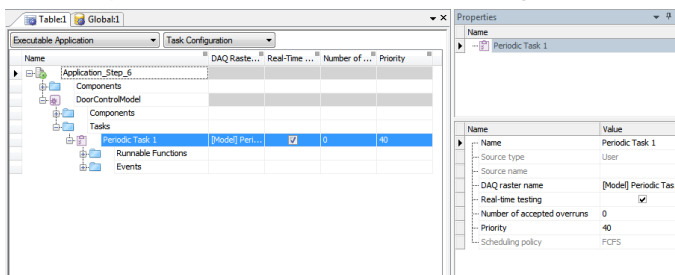 Table:1 Global:1
Executable Application Task Configuration
Name DAQ Raste... Real-Time ... Number of ... Priority
Application_Step_6
Components
DoorControlModel
Components
Tasks
Periodic Task 1 [Model] Peri... 0 40
Runnable Functions
Events
Properties
Name
Periodic Task 1
Name Value
Name Periodic Task 1
Source type User
Source name
DAQ raster name [Model] Periodic Tas
Real-time testing
Number of accepted overruns 0
Priority 40
Scheduling policy FCFS